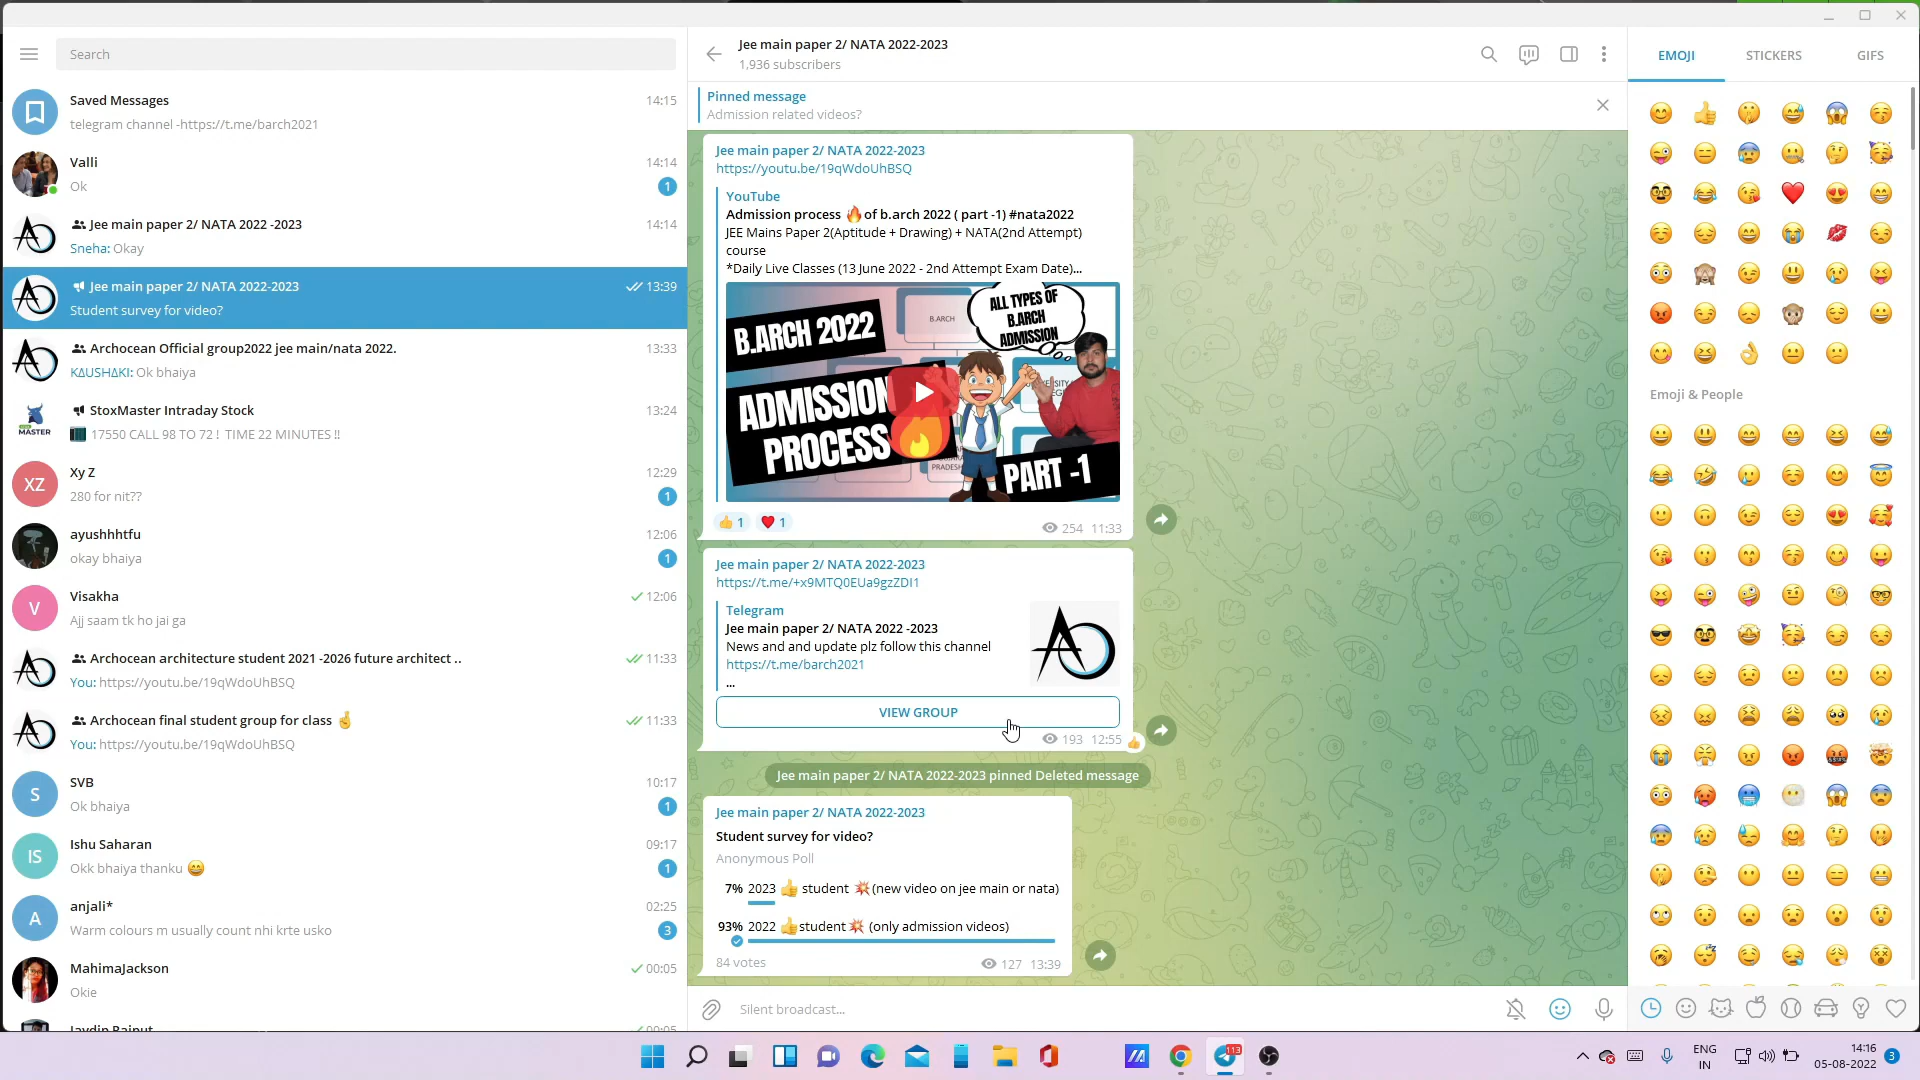 Search
Saved Messages
14:15
telegram channel -https://t.me/barch2021
Valli
14:14
Ok
1
Jee main paper 2/ NATA 2022 -2023
14:14
Sneha: Okay
Jee main paper 2/ NATA 2022-2023
13:39
Student survey for video?
Archocean Official group2022 jee main/nata 2022.
13:33
KΔUSHΔKI: Ok bhaiya
StoxMaster Intraday Stock
13:24
17550 CALL 98 TO 72 ! TIME 22 MINUTES !!
MASTER
XZ
Xy Z
12:29
280 for nit??
1
ayushhhtfu
12:06
okay bhaiya
1
V
Visakha
12:06
Ajj saam tk ho jai ga
Archocean architecture student 2021 -2026 future architect ..
11:33
You: https://youtu.be/19qWdoUhBSQ
Archocean final student group for class 🤞
11:33
You: https://youtu.be/19qWdoUhBSQ
S
SVB
10:17
Ok bhaiya
1
IS
Ishu Saharan
09:17
Okk bhaiya thanku 😄
1
A
anjali*
02:25
Warm colours m usually count nhi krte usko
3
MahimaJackson
00:05
Okie
Jaydip Rajput
00:05
Jee main paper 2/ NATA 2022-2023
1,936 subscribers
Pinned message
Admission related videos?
Jee main paper 2/ NATA 2022-2023
https://youtu.be/19qWdoUhBSQ
YouTube
Admission process 🔥of b.arch 2022 ( part -1) #nata2022
JEE Mains Paper 2(Aptitude + Drawing) + NATA(2nd Attempt)
course
*Daily Live Classes (13 June 2022 - 2nd Attempt Exam Date)...
B.ARCH 2022
B.ARCH
ALL TYPES OF
B.ARCH
ADMISSION
ADMISSION
PROCESS
PRADESH
PART -1
👍 1 ❤ 1
254 11:33
Jee main paper 2/ NATA 2022-2023
https://t.me/+x9MTQ0EUa9gzZDI1
Telegram
Jee main paper 2/ NATA 2022 -2023
News and and update plz follow this channel
https://t.me/barch2021
...
VIEW GROUP
193 12:55
Jee main paper 2/ NATA 2022-2023 pinned Deleted message
Jee main paper 2/ NATA 2022-2023
Student survey for video?
Anonymous Poll
7% 2023 👍 student 💥(new video on jee main or nata)
93% 2022 👍student💥 (only admission videos)
84 votes
127 13:39
Silent broadcast...
EMOJI STICKERS GIFS
Emoji & People
113
ENG
IN
14:16
05-08-2022
3